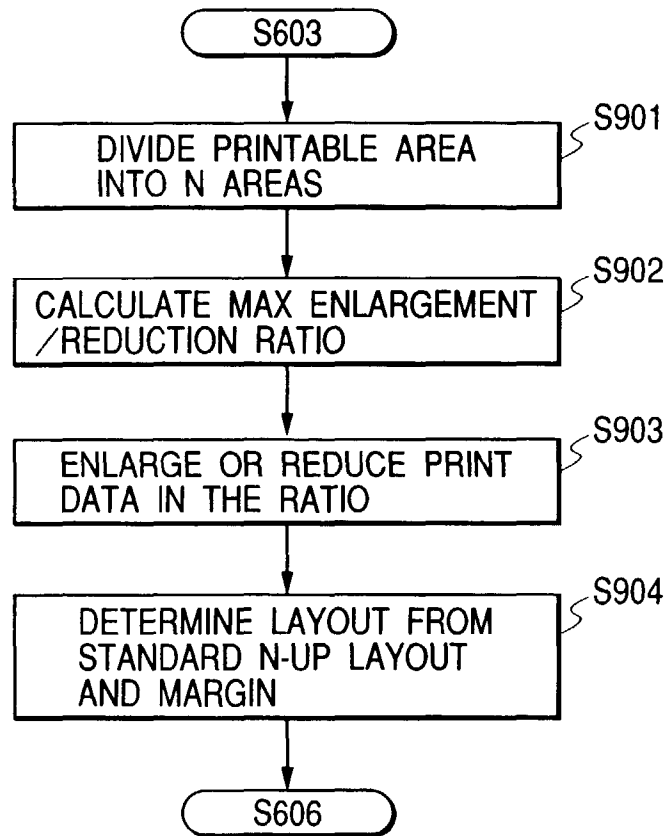 S603
S901
DIVIDE PRINTABLE AREA
INTO N AREAS
S902
CALCULATE MAX ENLARGEMENT
/REDUCTION RATIO
S903
ENLARGE OR REDUCE PRINT
DATA IN THE RATIO
S904
DETERMINE LAYOUT FROM
STANDARD N-UP LAYOUT
AND MARGIN
S606